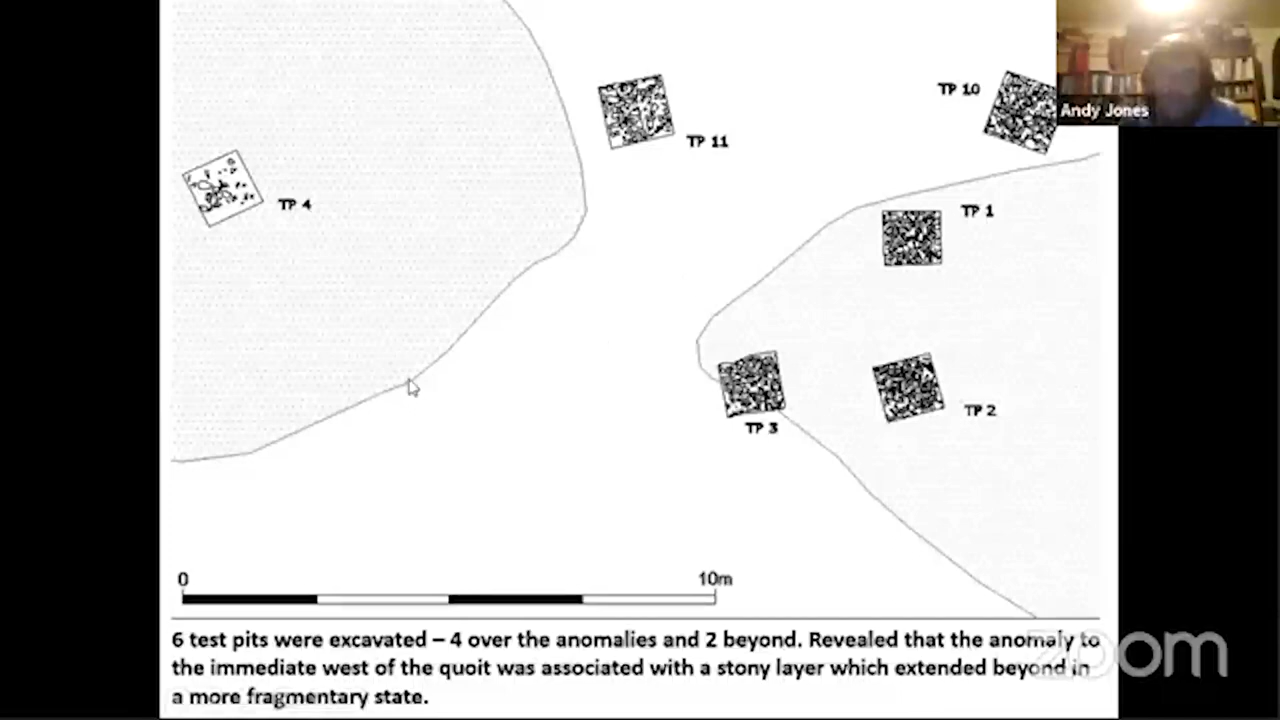 TP 10
Andy Jones
TP 11
TP 4
TP 1
TP 2
TP 3
0
10m
6 test pits were excavated – 4 over the anomalies and 2 beyond. Revealed that the anomaly to
the immediate west of the quoit was associated with a stony layer which extended beyond in
a more fragmentary state.
zoom